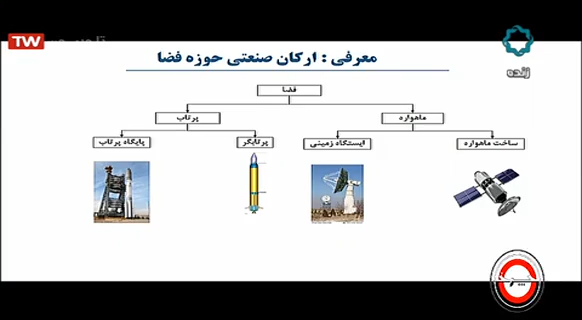 TW
زنده
معرفی : ارکان صنعتی حوزه فضا
فضا
ماهواره
پرتاب
ساخت ماهواره
ایستگاه زمینی
پرتابگر
پایگاه پرتاب